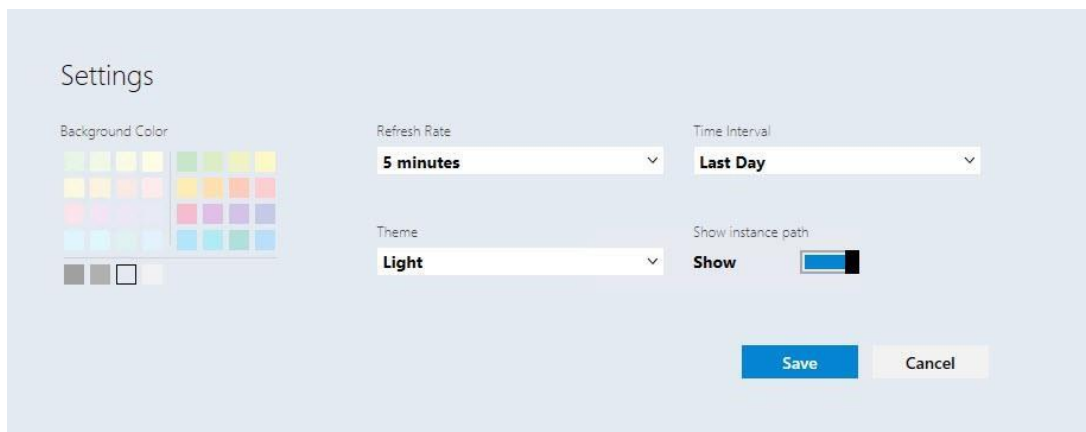 Settings
Background Color
Refresh Rate
Time Interval
5 minutes
Last Day
Theme
Show instance path
Light
Show
Save
Cancel